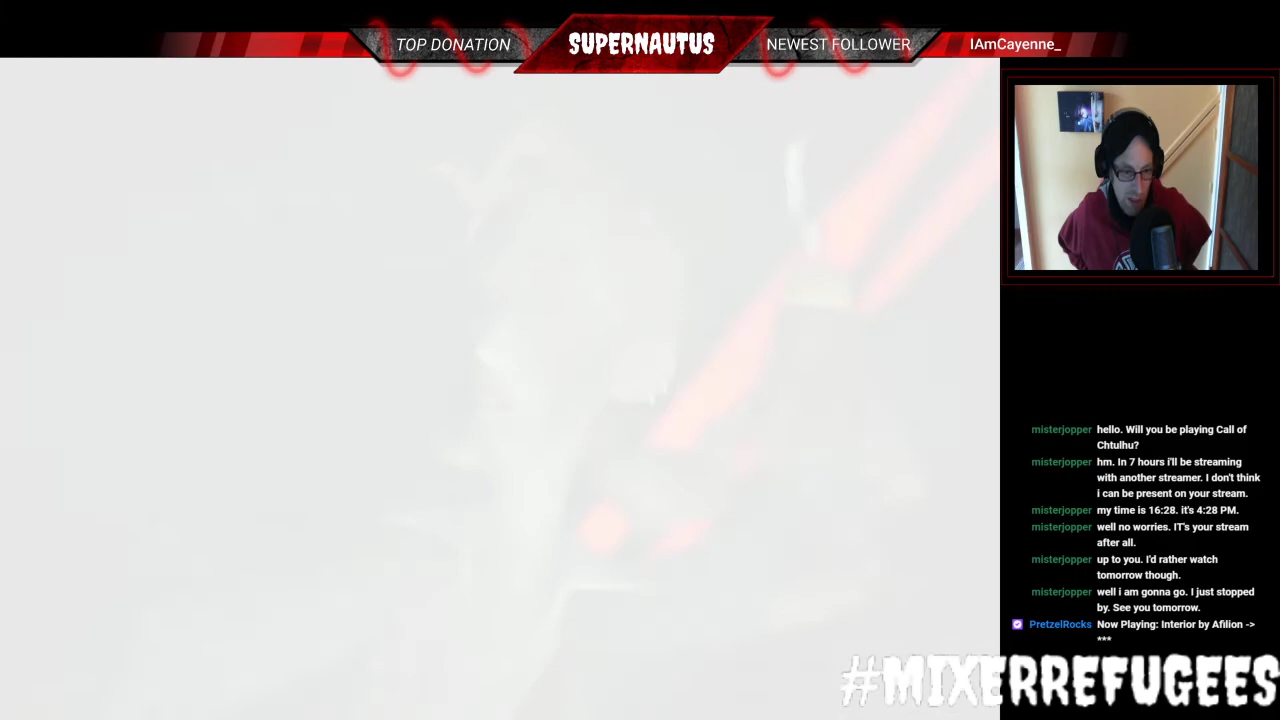 TOP DONATION
SUPERNAUTUS
NEWEST FOLLOWER
IAmCayenne_
misterjopper hello. Will you be playing Call of
Chtulhu?
misterjopper hm. In 7 hours i'll be streaming
with another streamer. I don't think
i can be present on your stream.
misterjopper my time is 16:28. it's 4:28 PM.
misterjopper well no worries. IT's your stream
after all.
misterjopper up to you. I'd rather watch
tomorrow though.
misterjopper well i am gonna go. I just stopped
by. See you tomorrow.
PretzelRocks Now Playing: Interior by Afilion ->
***
#MIXERREFUGEES